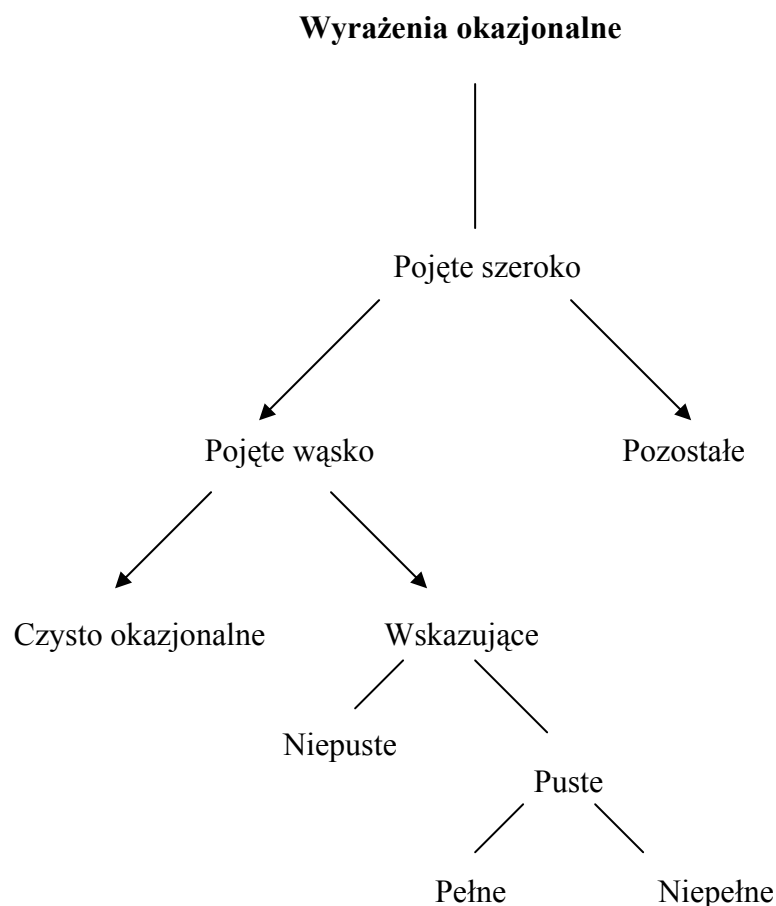 Wyrażenia okazjonalne
Pojęte szeroko
Pojęte wąsko
Pozostałe
Czysto okazjonalne
Wskazujące
Niepuste
Puste
Pełne
Niepełne